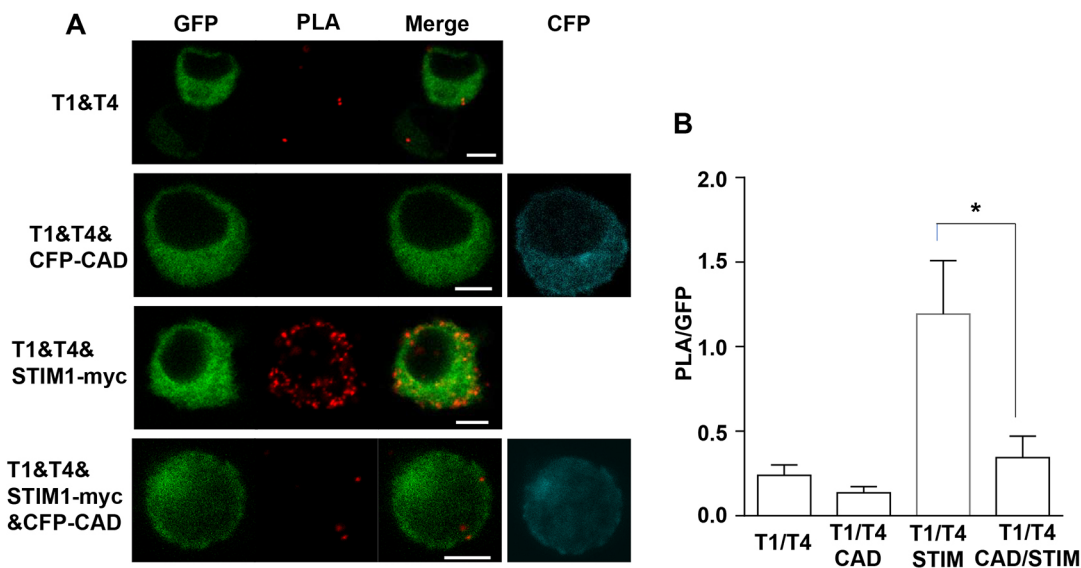 A
GFP PLA Merge CFP
T1&T4
T1&T4&
CFP-CAD
T1&T4&
STIM1-myc
T1&T4&
STIM1-myc
&CFP-CAD
B
PLA/GFP
2.0
1.5
1.0
0.5
0.0
*
T1/T4 T1/T4 T1/T4 T1/T4
CAD STIM CAD/STIM